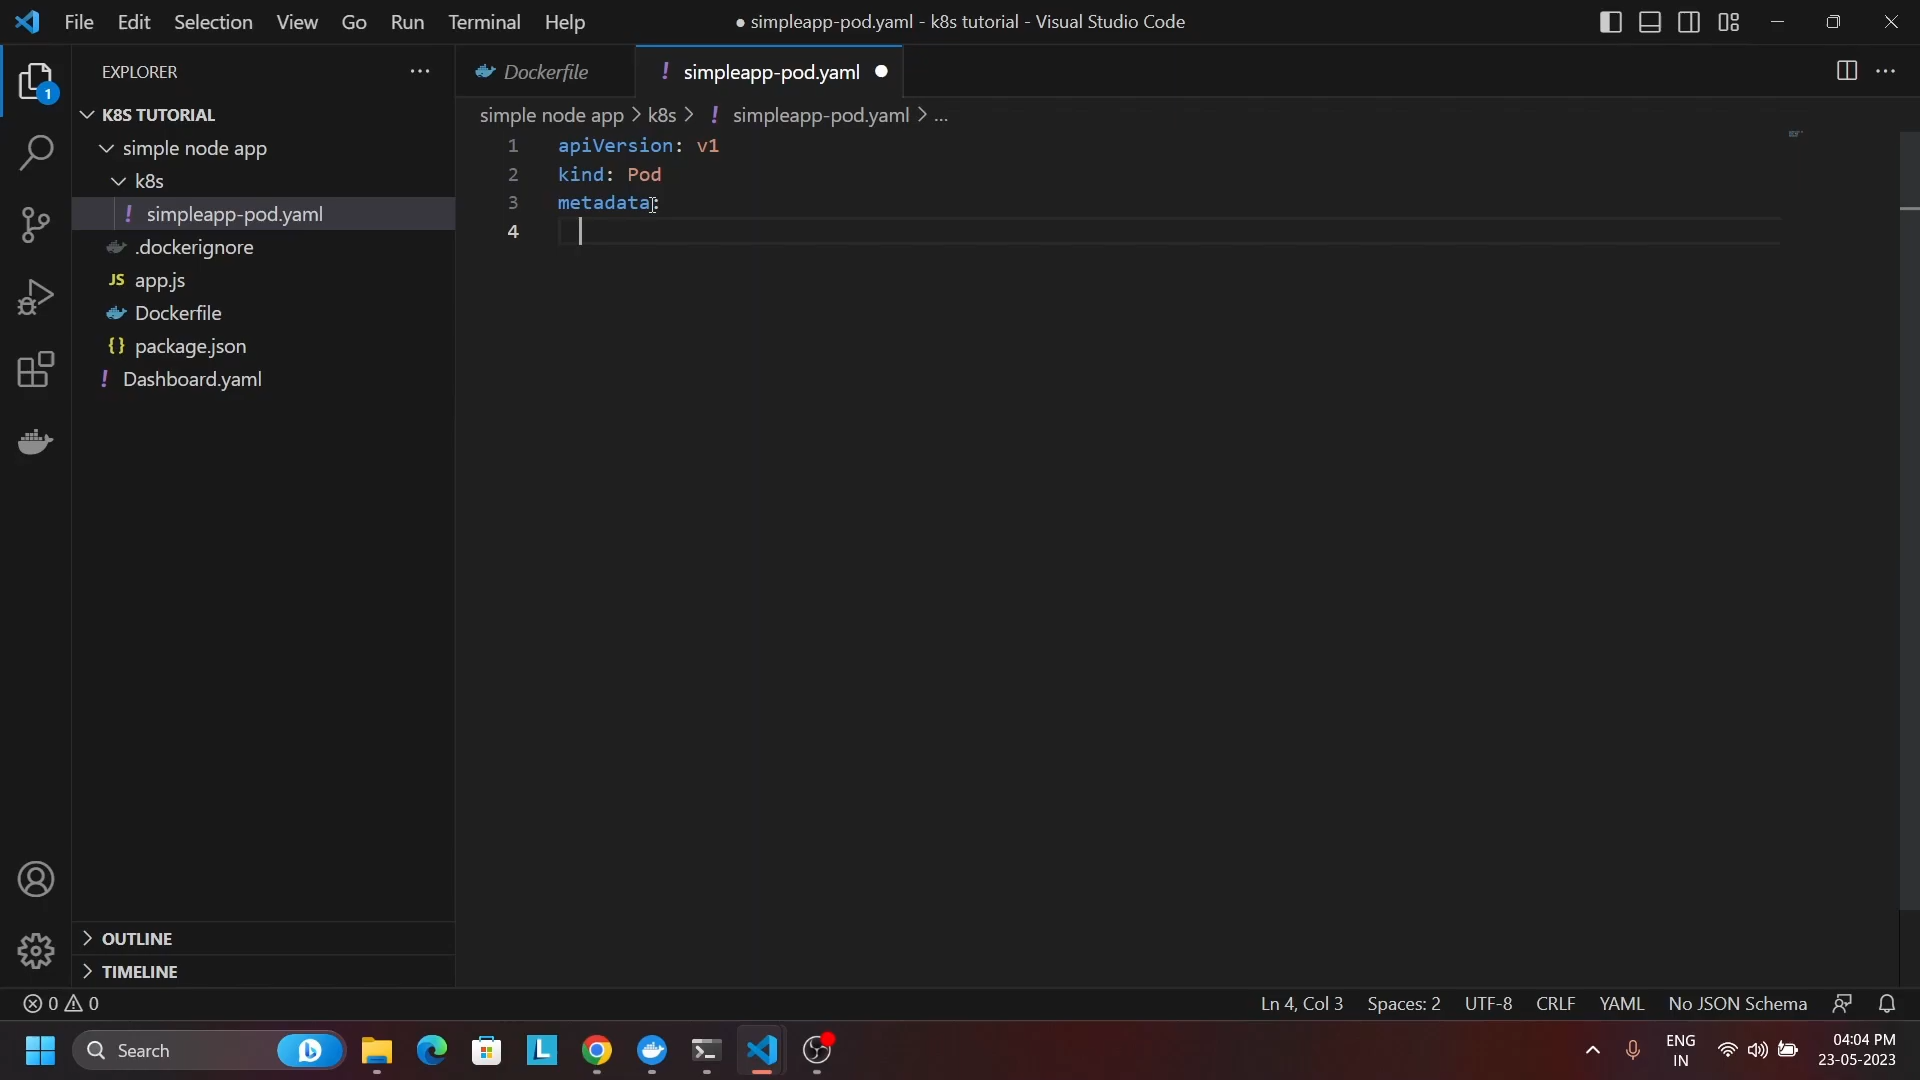 File Edit Selection View Go Run Terminal Help
● simpleapp-pod.yaml - k8s tutorial - Visual Studio Code
EXPLORER
Dockerfile
! simpleapp-pod.yaml
1
K8S TUTORIAL
simple node app
k8s
! simpleapp-pod.yaml
.dockerignore
JS app.js
Dockerfile
{} package.json
! Dashboard.yaml
simple node app > k8s > ! simpleapp-pod.yaml > ...
1 apiVersion: v1
2 kind: Pod
3 metadata:
4
OUTLINE
TIMELINE
0 0
Ln 4, Col 3 Spaces: 2 UTF-8 CRLF YAML No JSON Schema
Search
L
ENG
IN
04:04 PM
23-05-2023